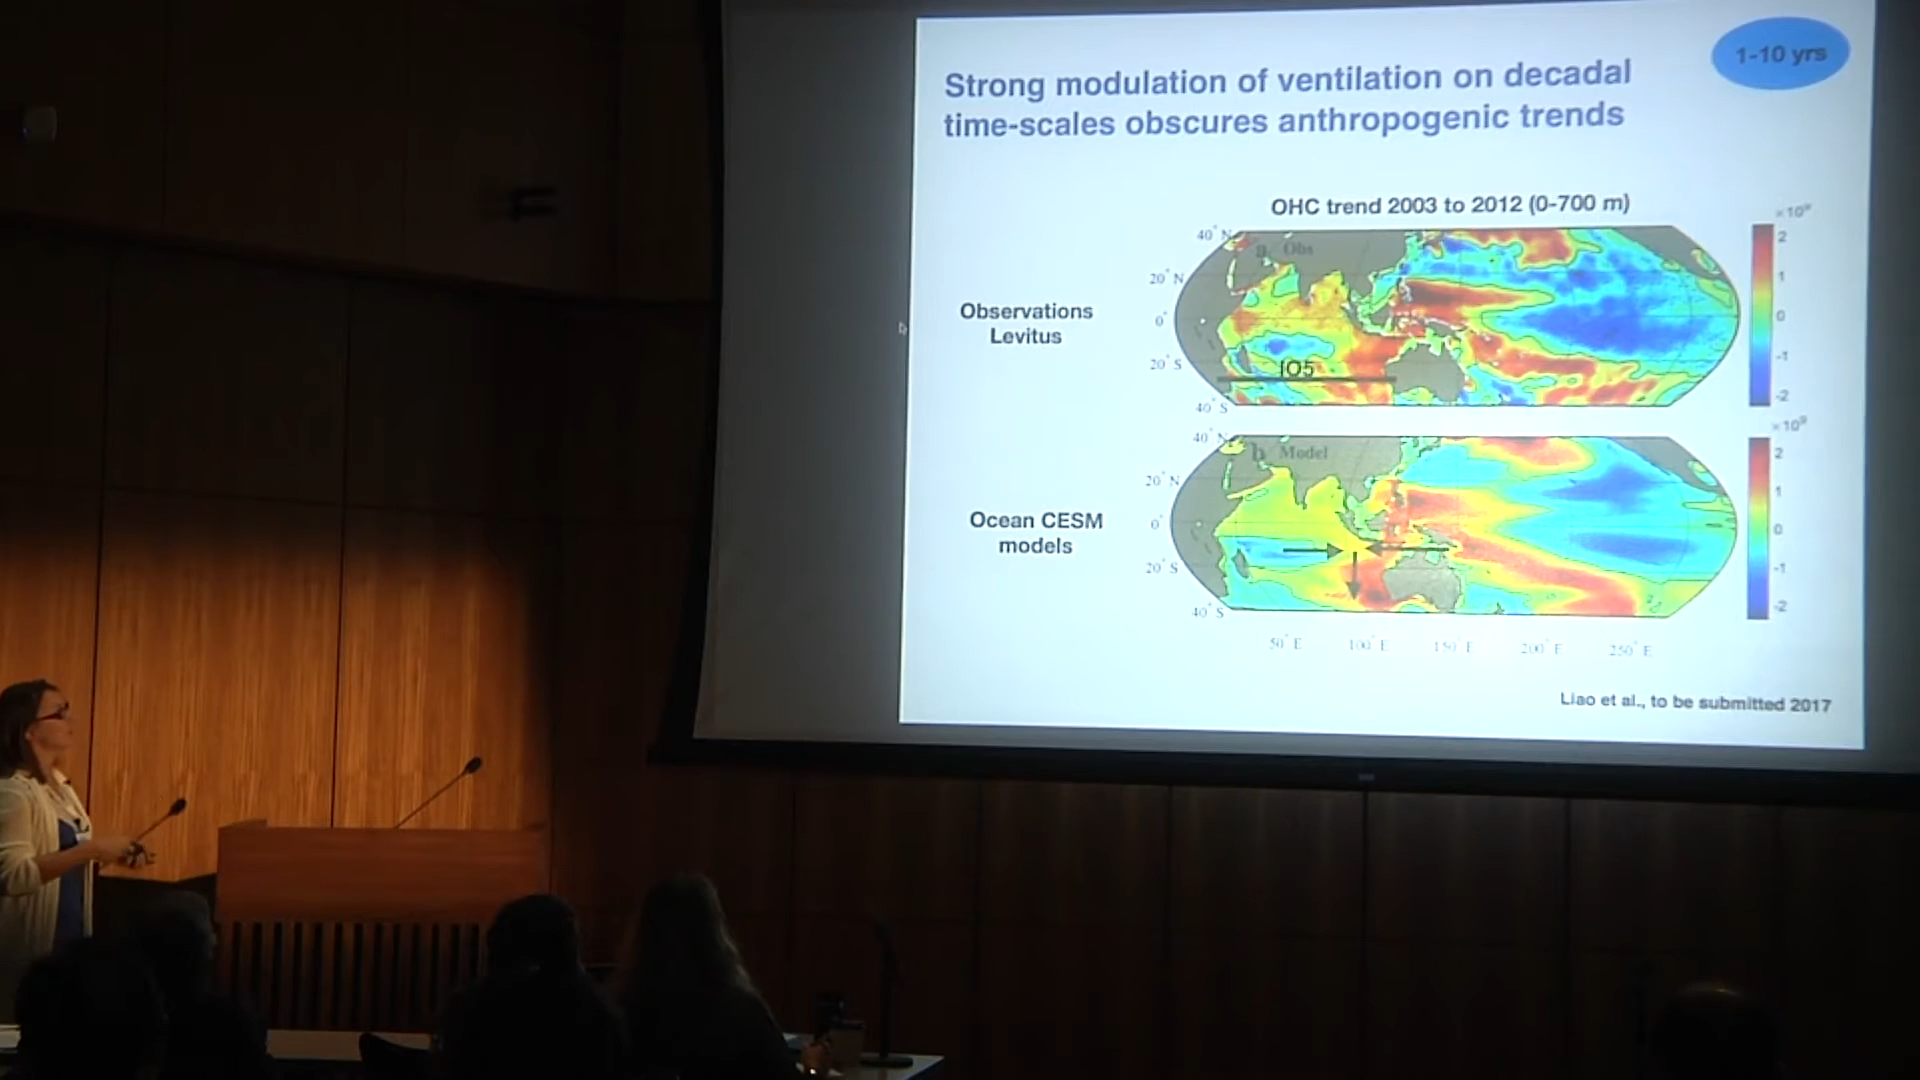 1-10 yrs
Strong modulation of ventilation on decadal
time-scales obscures anthropogenic trends
OHC trend 2003 to 2012 (0-700 m)
×10⁹
40° N
a Obs
2
20° N
1
Observations
Levitus
0°
0
20° S
IO5
-1
-2
40° S
×10⁹
40° N
b Model
2
20° N
1
Ocean CESM
models
0°
0
20° S
-1
-2
40° S
50° E 100° E 150° E 200° E 250° E
Liao et al., to be submitted 2017